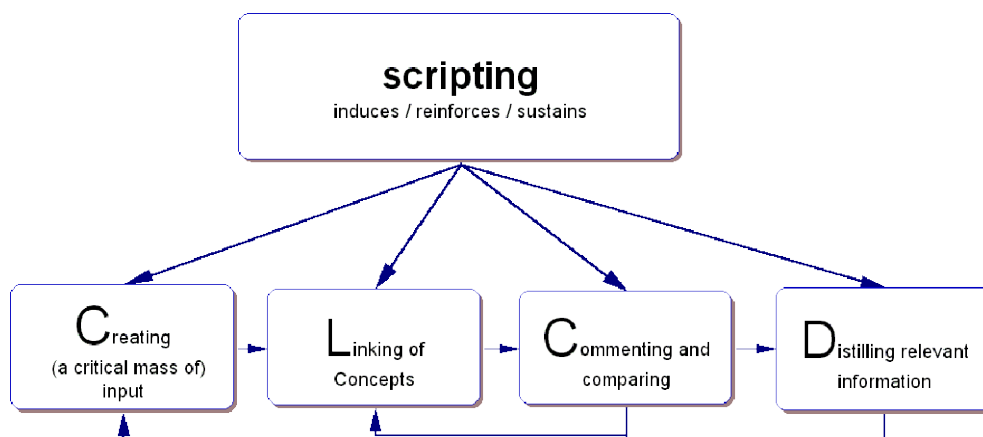 scripting
induces / reinforces / sustains
Creating
(a critical mass of)
input
Linking of
Concepts
Commenting and
comparing
Distilling relevant
information